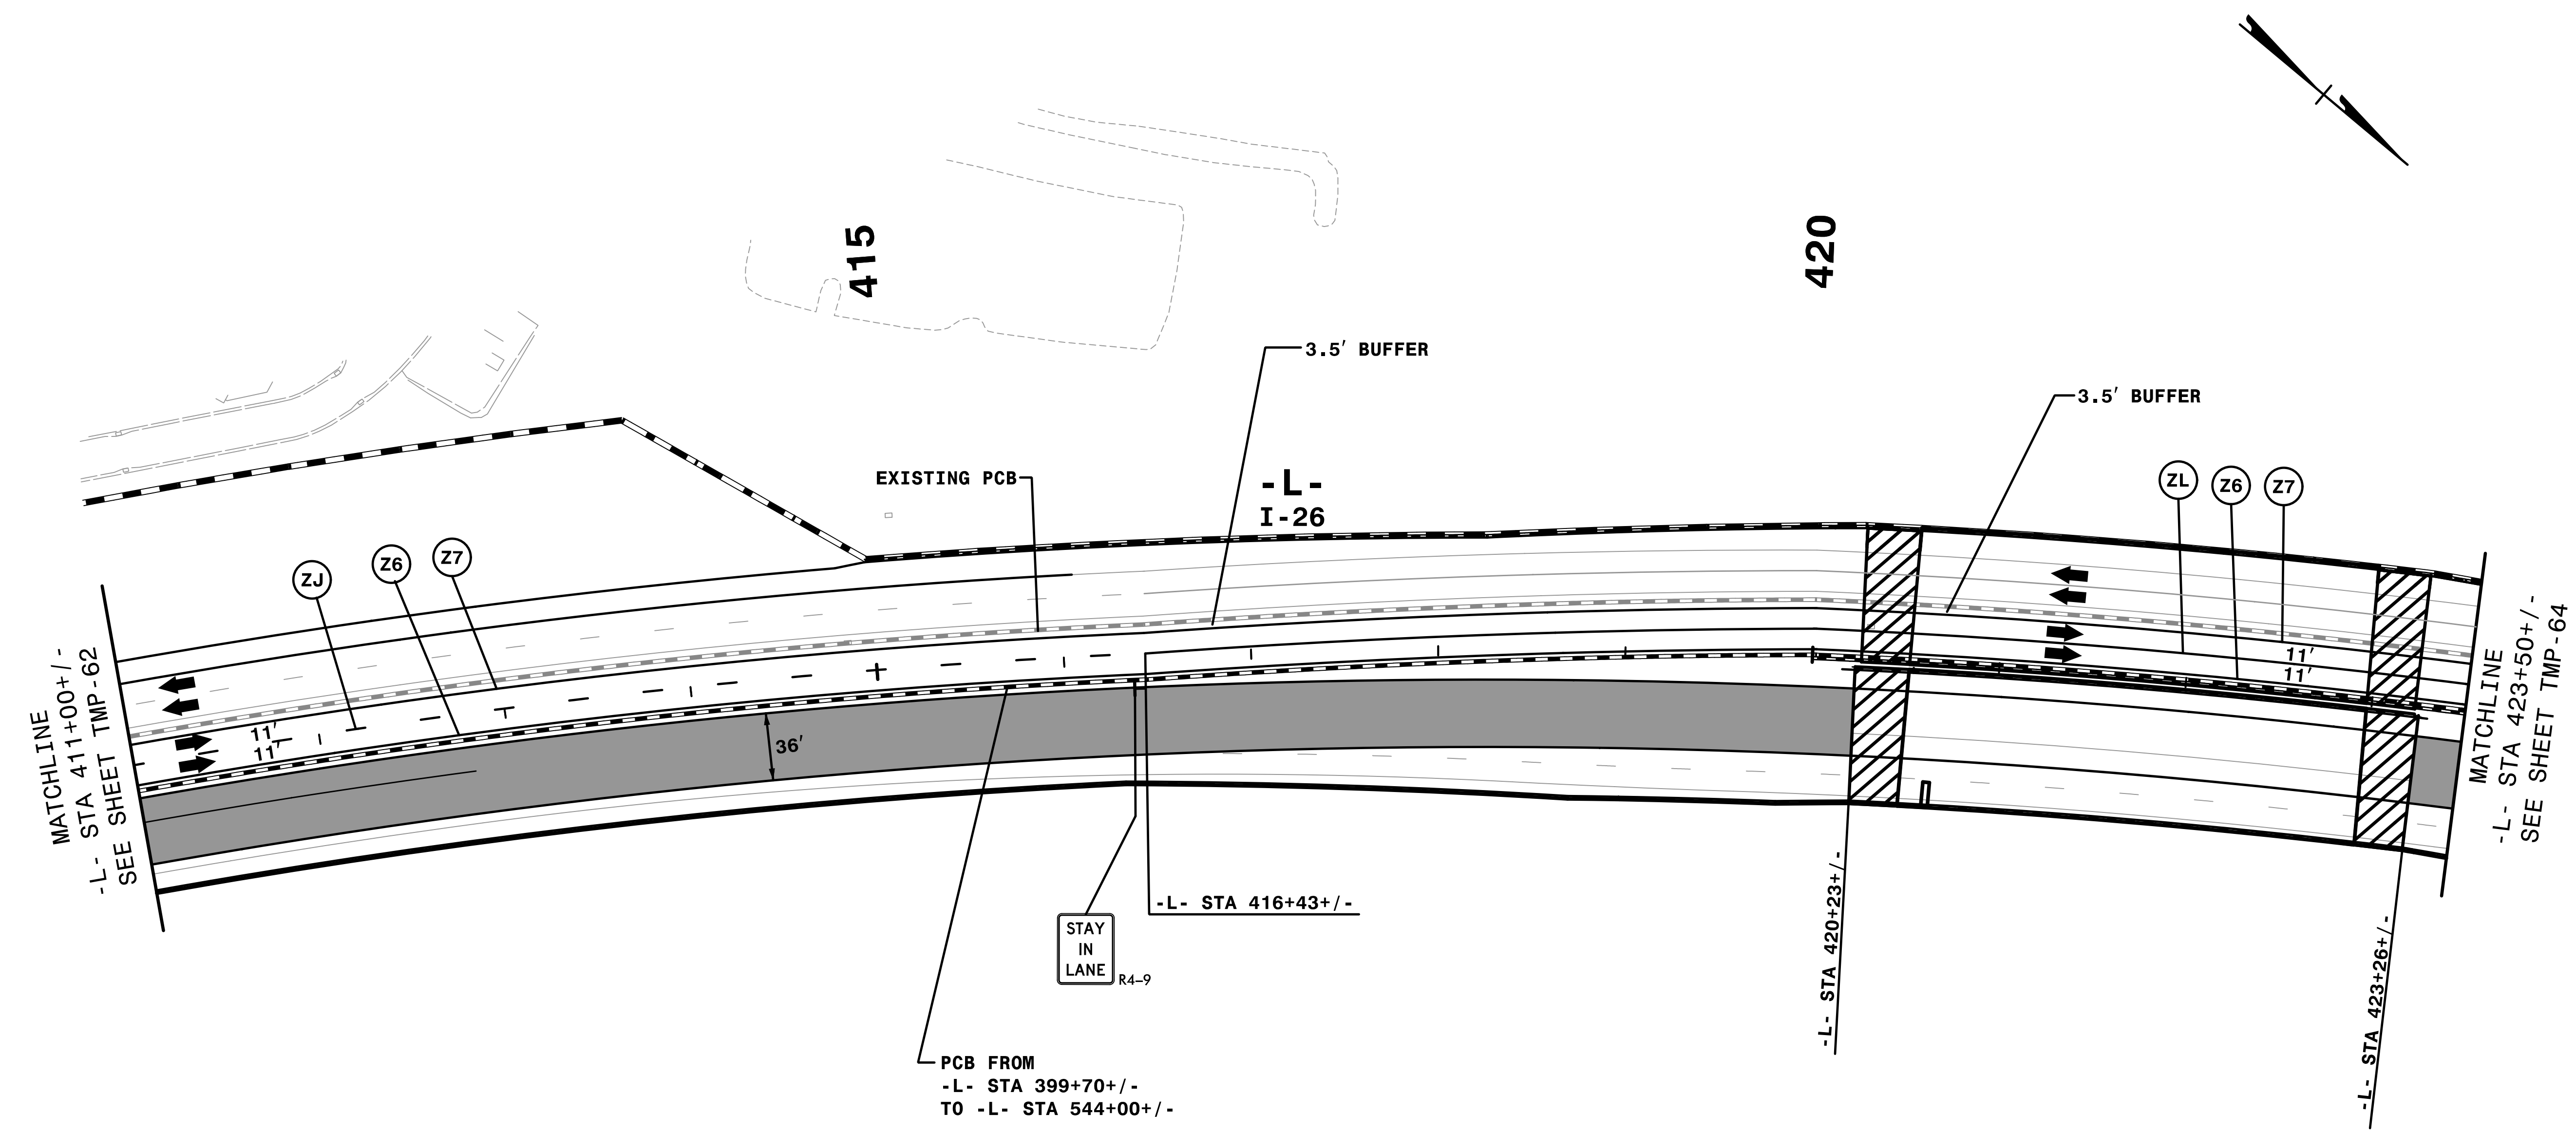 415
420
3.5' BUFFER
3.5' BUFFER
EXISTING PCB
-L-
I-26
ZL
Z6
Z7
ZJ
Z6
Z7
MATCHLINE
-L- STA 411+00+/-
SEE SHEET TMP-62
11'
11'
36'
11'
11'
MATCHLINE
-L- STA 423+50+/-
SEE SHEET TMP-64
-L- STA 416+43+/-
STAY
IN
LANE
R4-9
-L- STA 420+23+/-
-L- STA 423+26+/-
PCB FROM
-L- STA 399+70+/-
TO -L- STA 544+00+/-